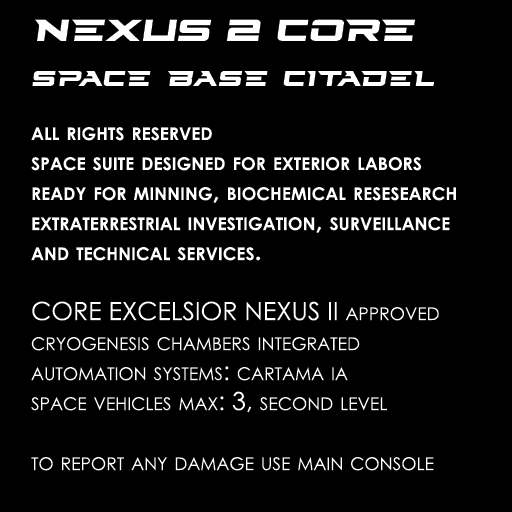 NEXUS 2 CORE
SPACE BASE CITADEL
ALL RIGHTS RESERVED
SPACE SUITE DESIGNED FOR EXTERIOR LABORS
READY FOR MINNING, BIOCHEMICAL RESESEARCH
EXTRATERRESTRIAL INVESTIGATION, SURVEILLANCE
AND TECHNICAL SERVICES.
CORE EXCELSIOR NEXUS II APPROVED
CRYOGENESIS CHAMBERS INTEGRATED
AUTOMATION SYSTEMS: CARTAMA IA
SPACE VEHICLES MAX: 3, SECOND LEVEL
TO REPORT ANY DAMAGE USE MAIN CONSOLE